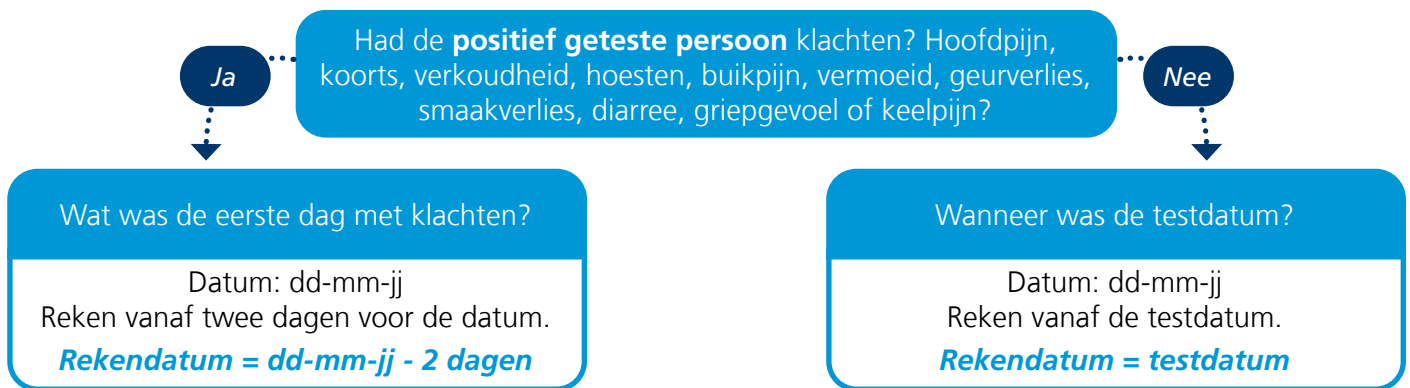 Had de positief geteste persoon klachten? Hoofdpijn,
koorts, verkoudheid, hoesten, buikpijn, vermoeid, geurverlies,
smaakverlies, diarree, griepgevoel of keelpijn?
Ja
Nee
Wat was de eerste dag met klachten?
Datum: dd-mm-jj
Reken vanaf twee dagen voor de datum.
Rekendatum = dd-mm-jj - 2 dagen
Wanneer was de testdatum?
Datum: dd-mm-jj
Reken vanaf de testdatum.
Rekendatum = testdatum